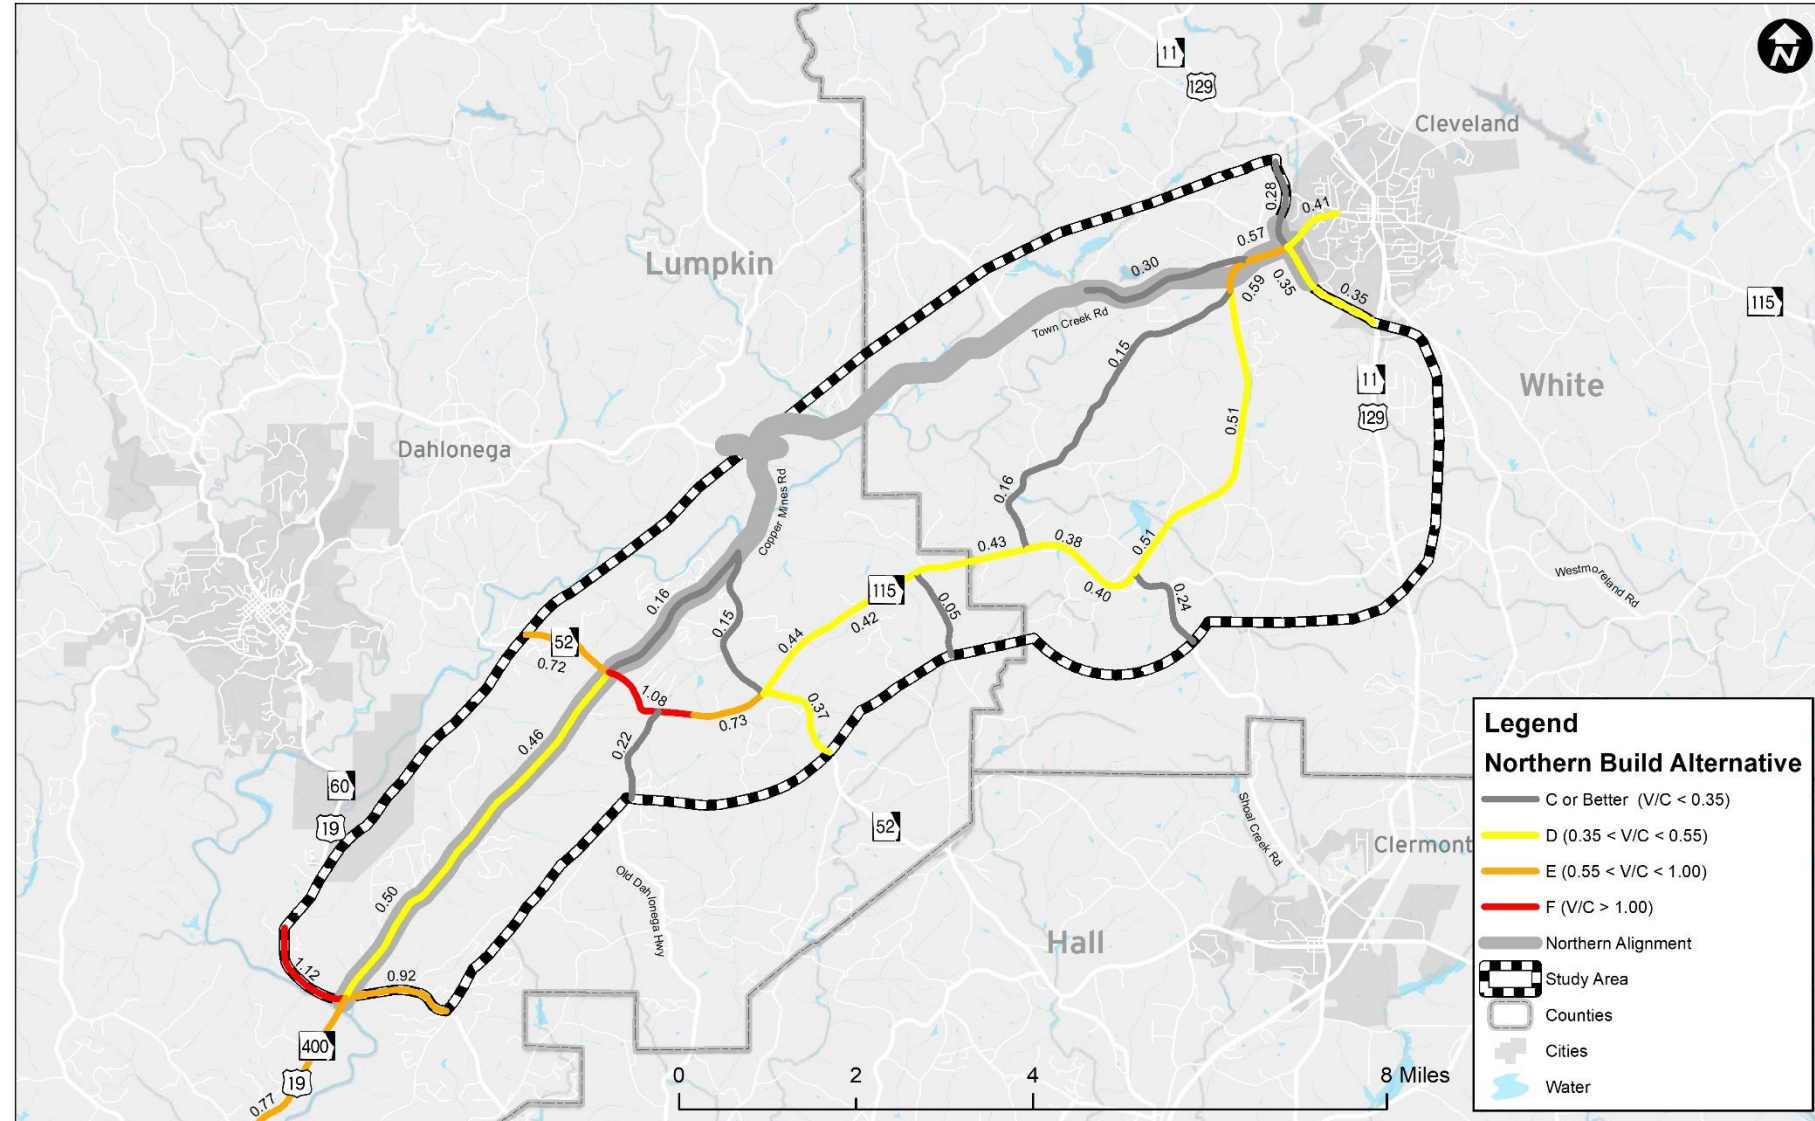 N
11
129
Cleveland
0.28
0.41
0.57
Lumpkin
0.30
0.59
0.35
0.35
115
Town Creek Rd
0.15
11
White
129
0.51
Dahlonega
0.16
Copper Mines Rd
0.43
0.38
0.51
Westmoreland Rd
115
0.40
0.24
0.16
0.15
0.05
0.42
0.44
52
0.72
1.08
0.37
0.73
0.46
0.22
60
19
52
Shoal Creek Rd
Clermont
0.50
Old Dahlonega Hwy
Hall
1.12
0.92
400
19
0.77
0 2 4 8 Miles
Legend
Northern Build Alternative
C or Better (V/C < 0.35)
D (0.35 < V/C < 0.55)
E (0.55 < V/C < 1.00)
F (V/C > 1.00)
Northern Alignment
Study Area
Counties
Cities
Water